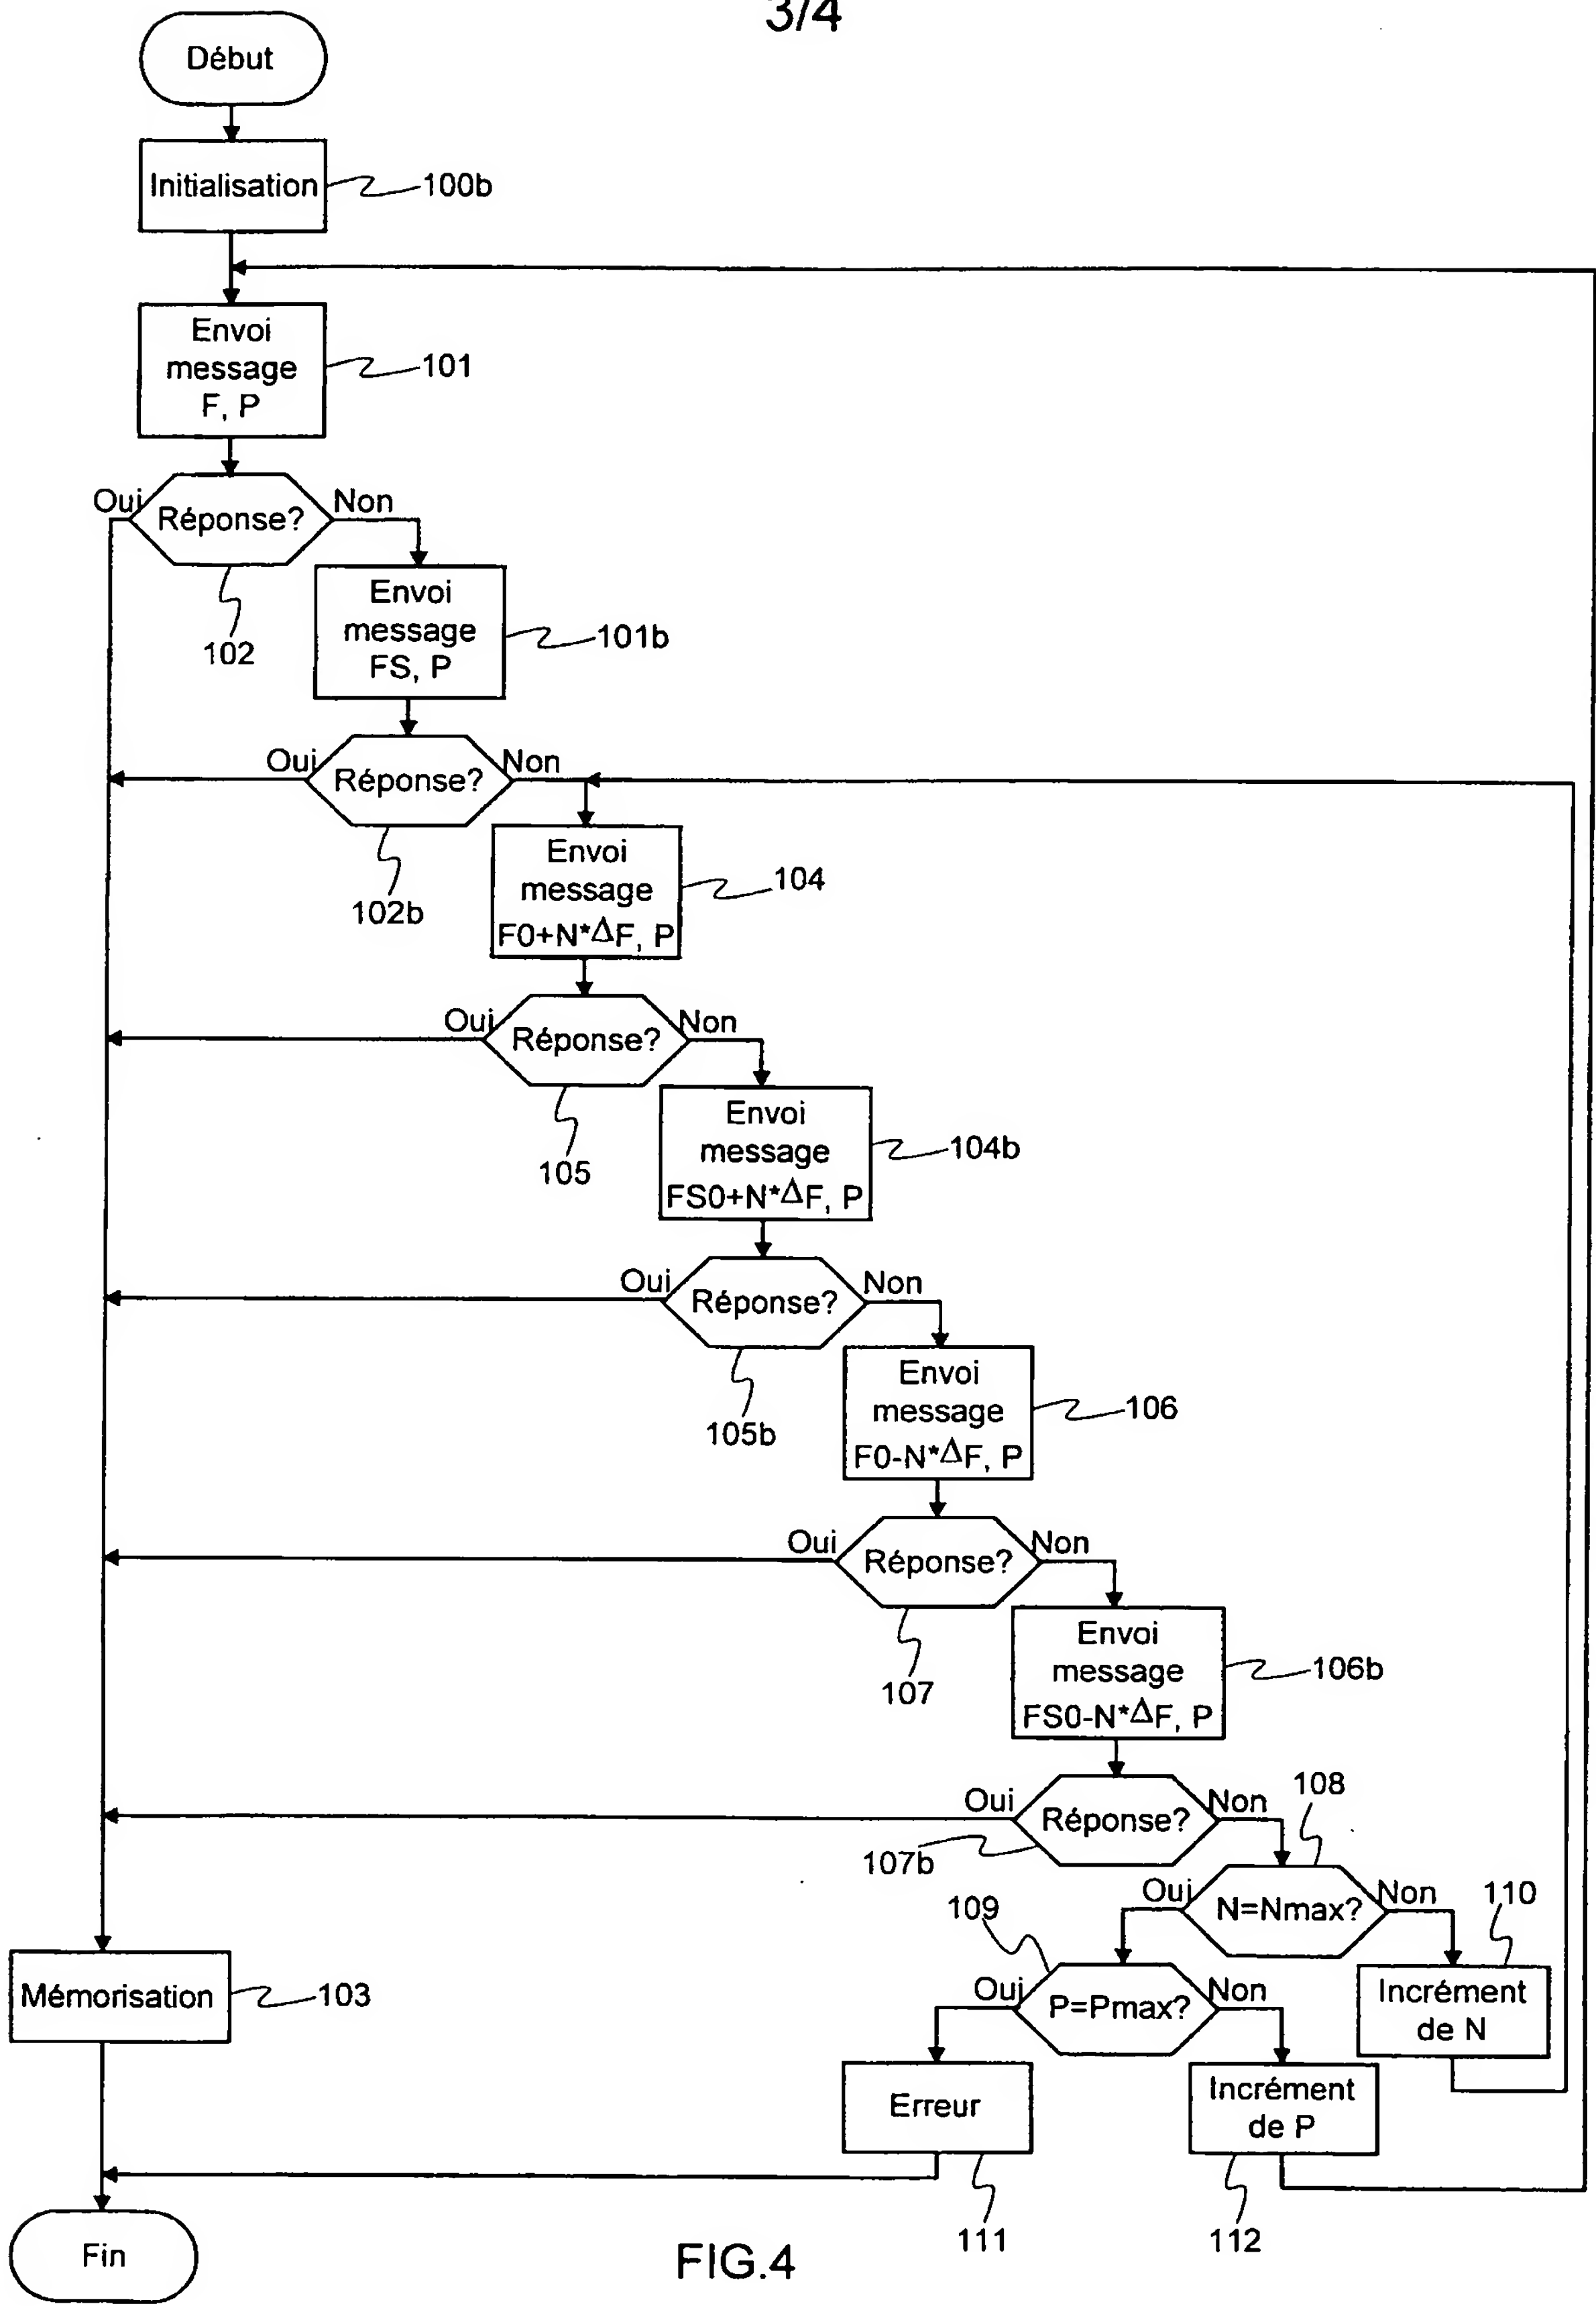 3/4
Début
Initialisation
100b
Envoi
message
F, P
101
Oui
Réponse?
Non
102
Envoi
message
FS, P
101b
Oui
Réponse?
Non
102b
Envoi
message
F0+N*ΔF, P
104
Oui
Réponse?
Non
105
Envoi
message
FS0+N*ΔF, P
104b
Oui
Réponse?
Non
105b
Envoi
message
F0-N*ΔF, P
106
Oui
Réponse?
Non
107
Envoi
message
FS0-N*ΔF, P
106b
Oui
Réponse?
Non
107b
108
Oui
N=Nmax?
Non
109
110
Oui
P=Pmax?
Non
Incrément
de N
Mémorisation
103
Erreur
111
Incrément
de P
112
Fin
FIG.4